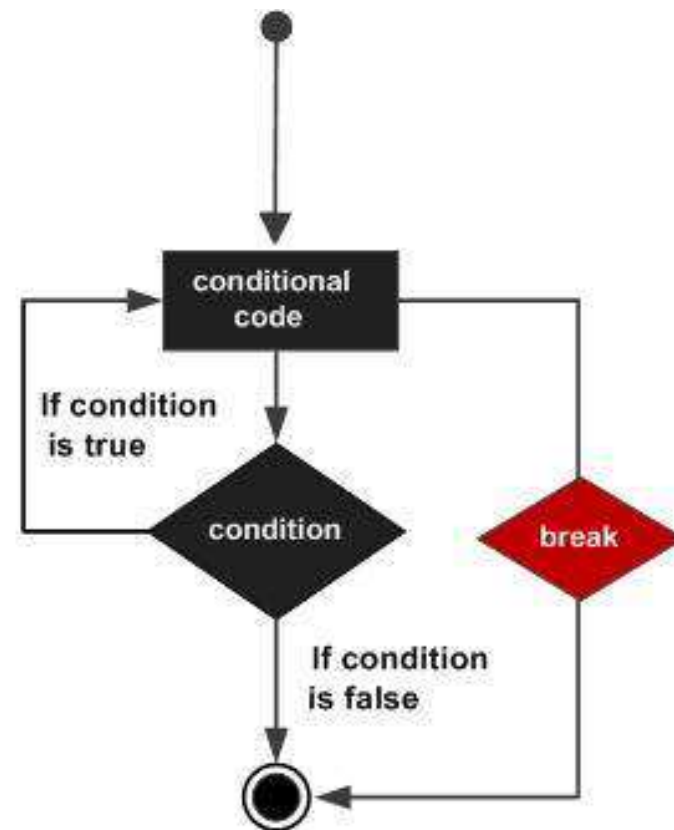 conditional
code
If condition
is true
condition
break
If condition
is false